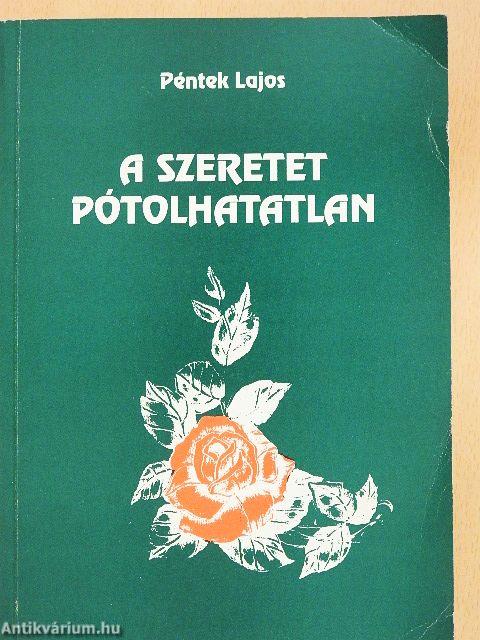 Péntek Lajos
A SZERETET
PÓTOLHATATLAN
Antikvárium.hu